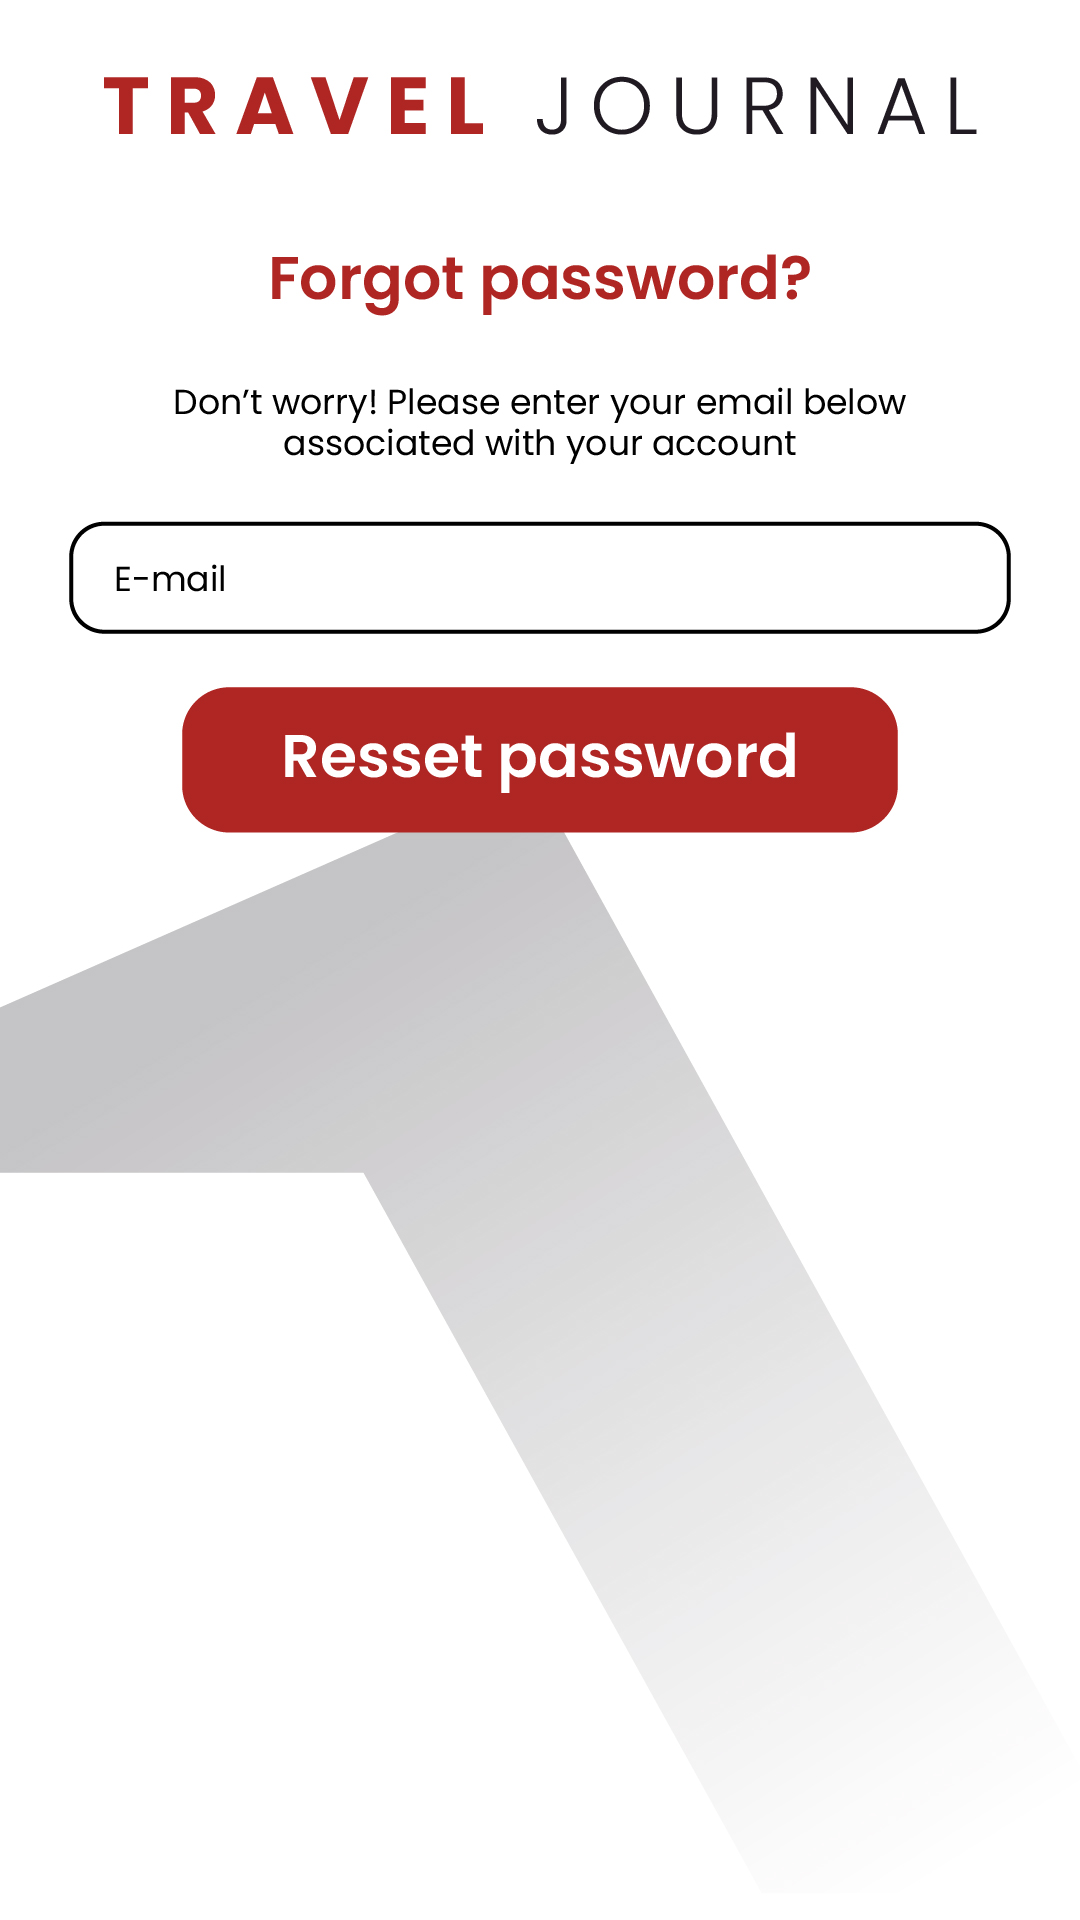 TRAVEL JOURNAL
Forgot password?
Don’t worry! Please enter your email below
associated with your account
E-mail
Resset password